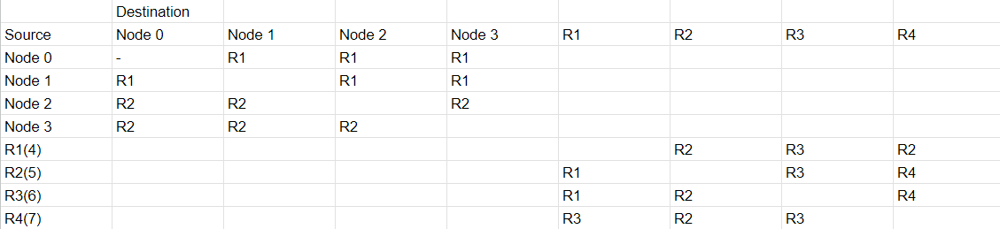 Destination
Source Node 0 Node 1 Node 2 Node 3 R1 R2 R3 R4
Node 0 - R1 R1 R1
Node 1 R1 R1 R1
Node 2 R2 R2 R2
Node 3 R2 R2 R2
R1(4) R2 R3 R2
R2(5) R1 R3 R4
R3(6) R1 R2 R4
R4(7) R3 R2 R3